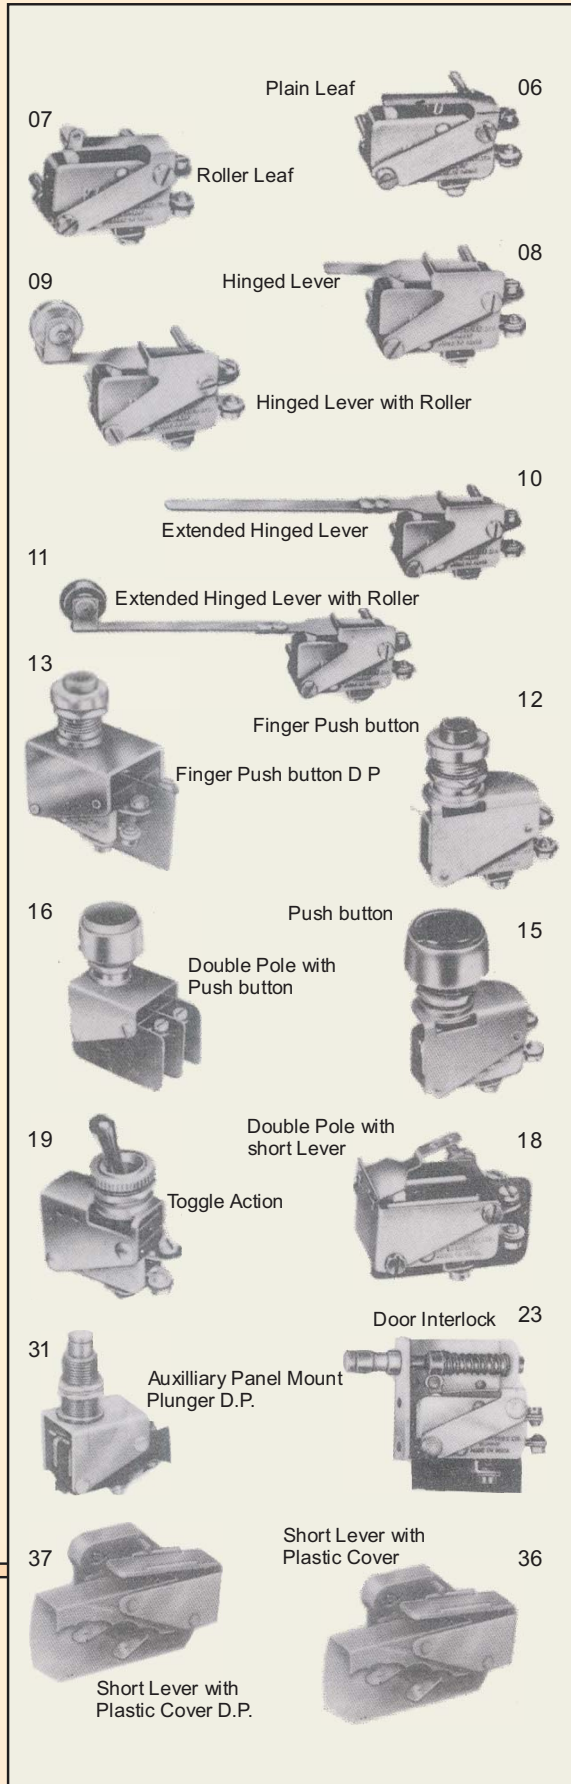 Plain Leaf
06
07
Roller Leaf
08
Hinged Lever
09
Hinged Lever with Roller
10
Extended Hinged Lever
11
Extended Hinged Lever with Roller
13
12
Finger Push button
Finger Push button D P
16
Push button
15
Double Pole with
Push button
Double Pole with
short Lever
19
18
Toggle Action
Door Interlock
23
31
Auxilliary Panel Mount
Plunger D.P.
Short Lever with
Plastic Cover
37
36
Short Lever with
Plastic Cover D.P.